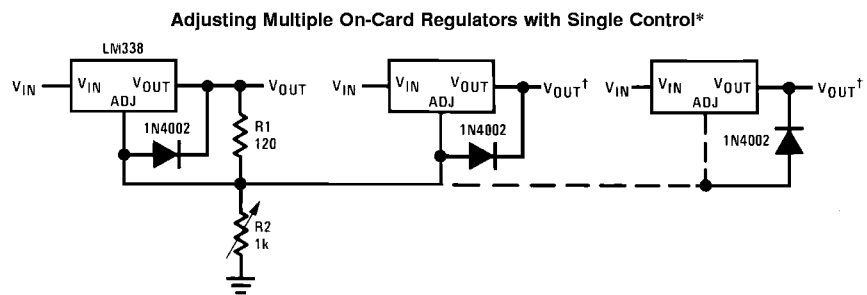 Adjusting Multiple On-Card Regulators with Single Control*
LM338
VIN
VIN
VOUT
ADJ
VOUT
1N4002
R1
120
R2
1k
VIN
VIN
VOUT
ADJ
VOUT†
1N4002
VIN
VIN
VOUT
ADJ
VOUT†
1N4002